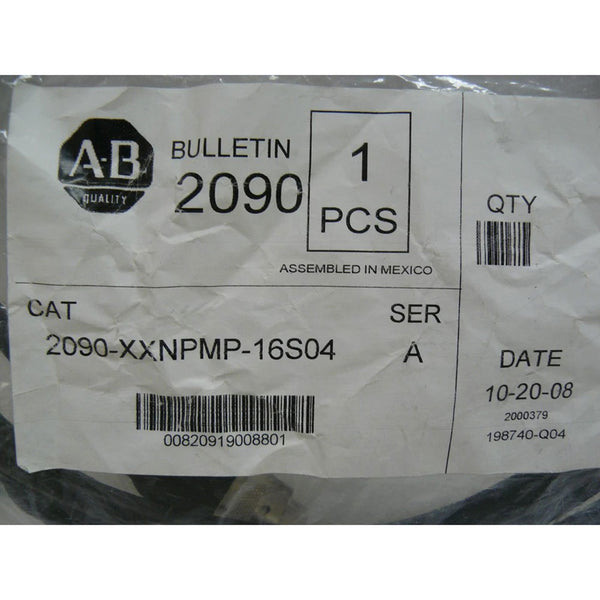 A-B
QUALITY
BULLETIN
2090
1
PCS
ASSEMBLED IN MEXICO
QTY
CAT
SER
2090-XXNPMP-16S04
A
00820919008801
DATE
10-20-08
2000379
198740-Q04